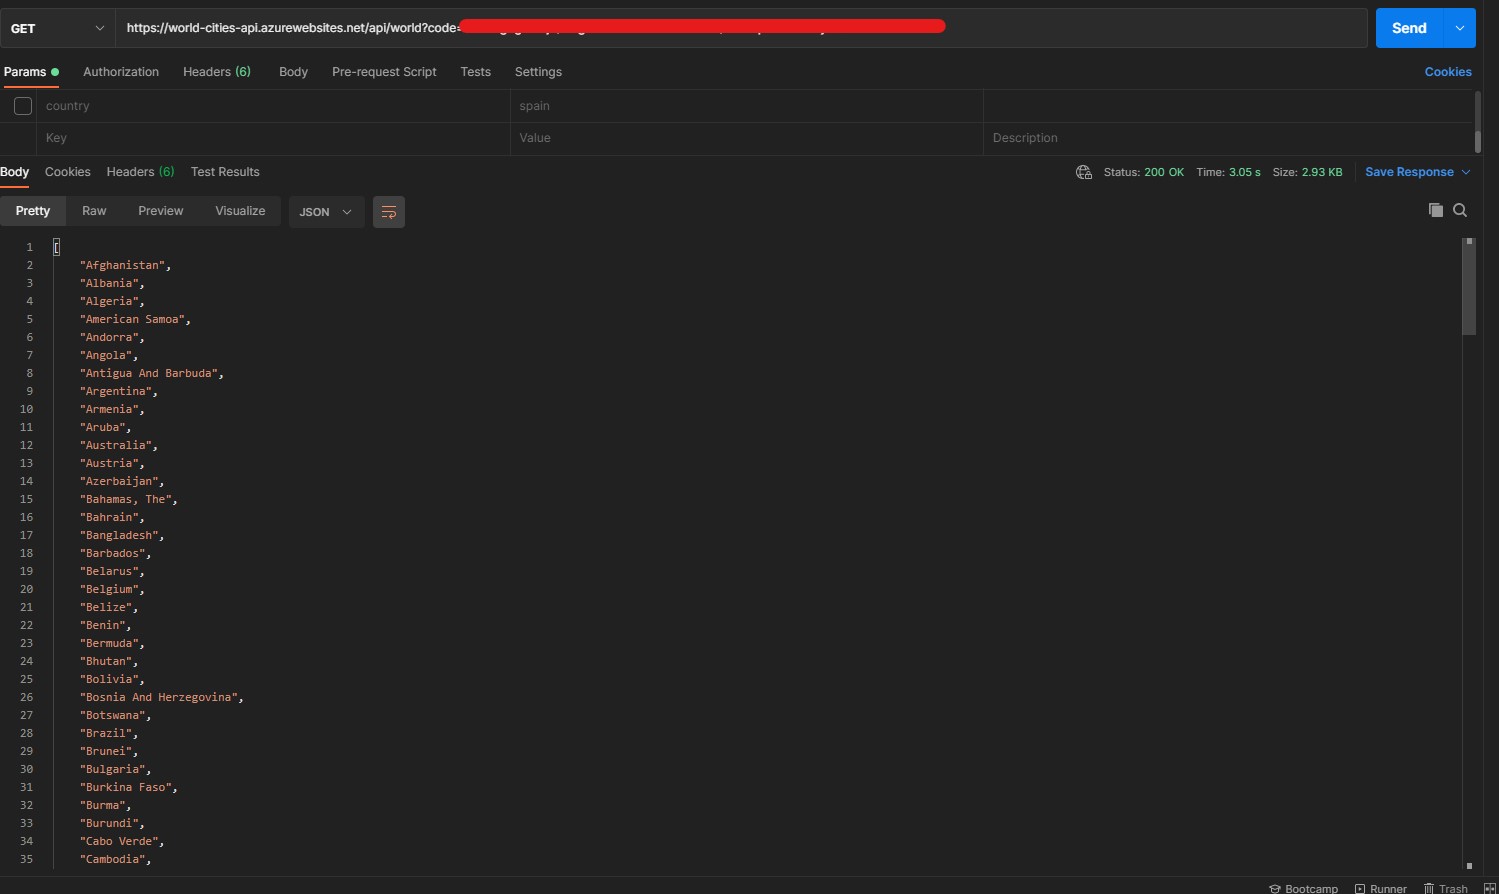 GET
https://world-cities-api.azurewebsites.net/api/world?code=
Send
Params
Authorization
Headers (6)
Body
Pre-request Script
Tests
Settings
Cookies
country spain
Key Value Description
Body Cookies Headers (6) Test Results
Status: 200 OK Time: 3.05 s Size: 2.93 KB Save Response
Pretty Raw Preview Visualize JSON
1 [
2 "Afghanistan",
3 "Albania",
4 "Algeria",
5 "American Samoa",
6 "Andorra",
7 "Angola",
8 "Antigua And Barbuda",
9 "Argentina",
10 "Armenia",
11 "Aruba",
12 "Australia",
13 "Austria",
14 "Azerbaijan",
15 "Bahamas, The",
16 "Bahrain",
17 "Bangladesh",
18 "Barbados",
19 "Belarus",
20 "Belgium",
21 "Belize",
22 "Benin",
23 "Bermuda",
24 "Bhutan",
25 "Bolivia",
26 "Bosnia And Herzegovina",
27 "Botswana",
28 "Brazil",
29 "Brunei",
30 "Bulgaria",
31 "Burkina Faso",
32 "Burma",
33 "Burundi",
34 "Cabo Verde",
35 "Cambodia",
Bootcamp Runner Trash